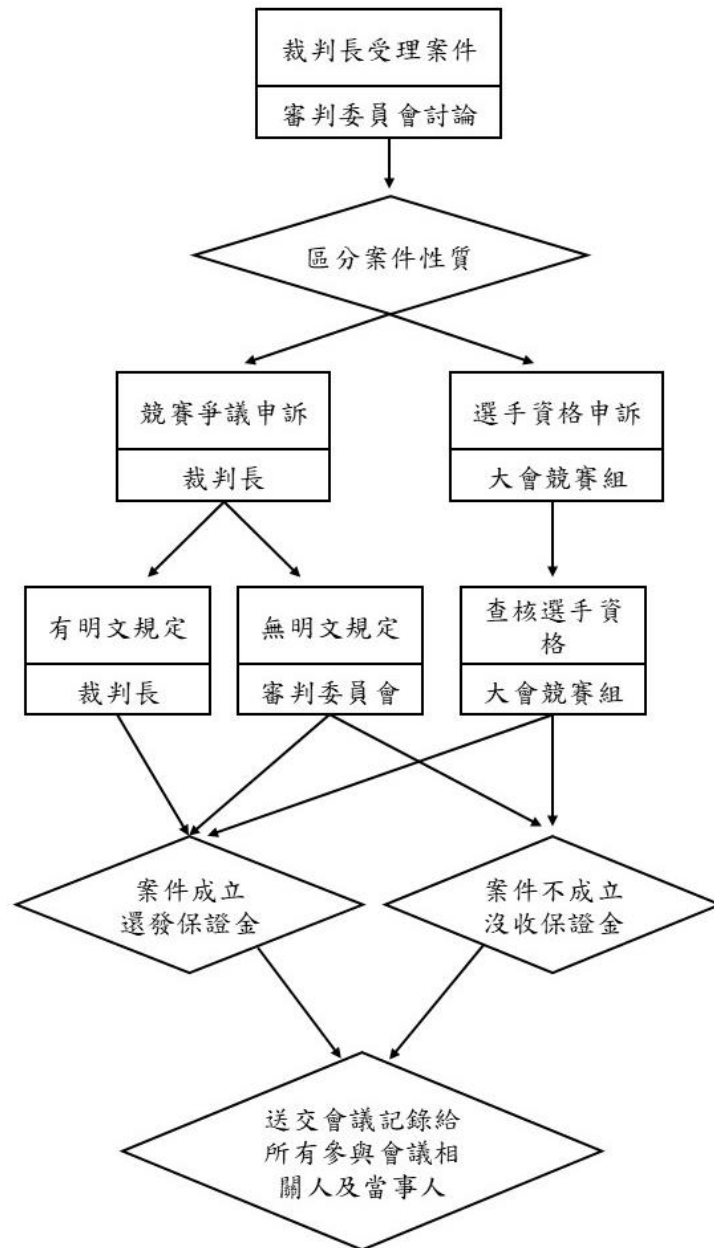 裁判長受理案件
審判委員會討論
區分案件性質
競賽爭議申訴
裁判長
選手資格申訴
大會競賽組
有明文規定
裁判長
無明文規定
審判委員會
查核選手資
格
大會競賽組
案件成立
還發保證金
案件不成立
沒收保證金
送交會議記錄給
所有參與會議相
關人及當事人